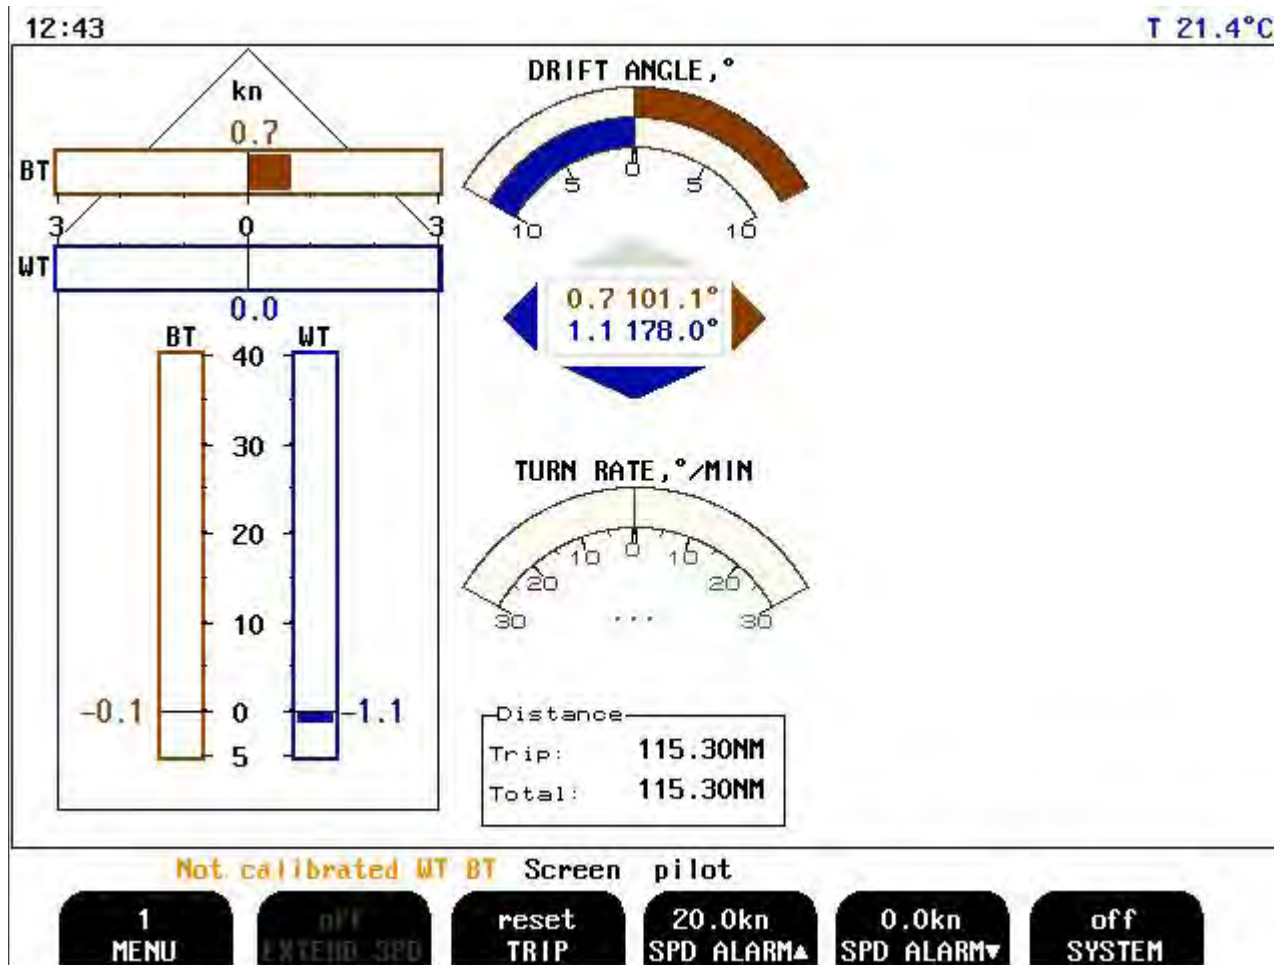 12:43 T 21.4°C
kn
0.7
BT
3 0 3
WT
0.0
BT WT
40
30
20
10
-0.1 0 -1.1
5
DRIFT ANGLE,°
10 5 0 5 10
0.7 101.1°
1.1 178.0°
TURN RATE,°/MIN
30 20 10 0 10 20 30
...
Distance
Trip: 115.30NM
Total: 115.30NM
Not calibrated WT BT Screen pilot
1 off reset 20.0kn 0.0kn off
MENU EXTEND SPD TRIP SPD ALARM▲ SPD ALARM▼ SYSTEM